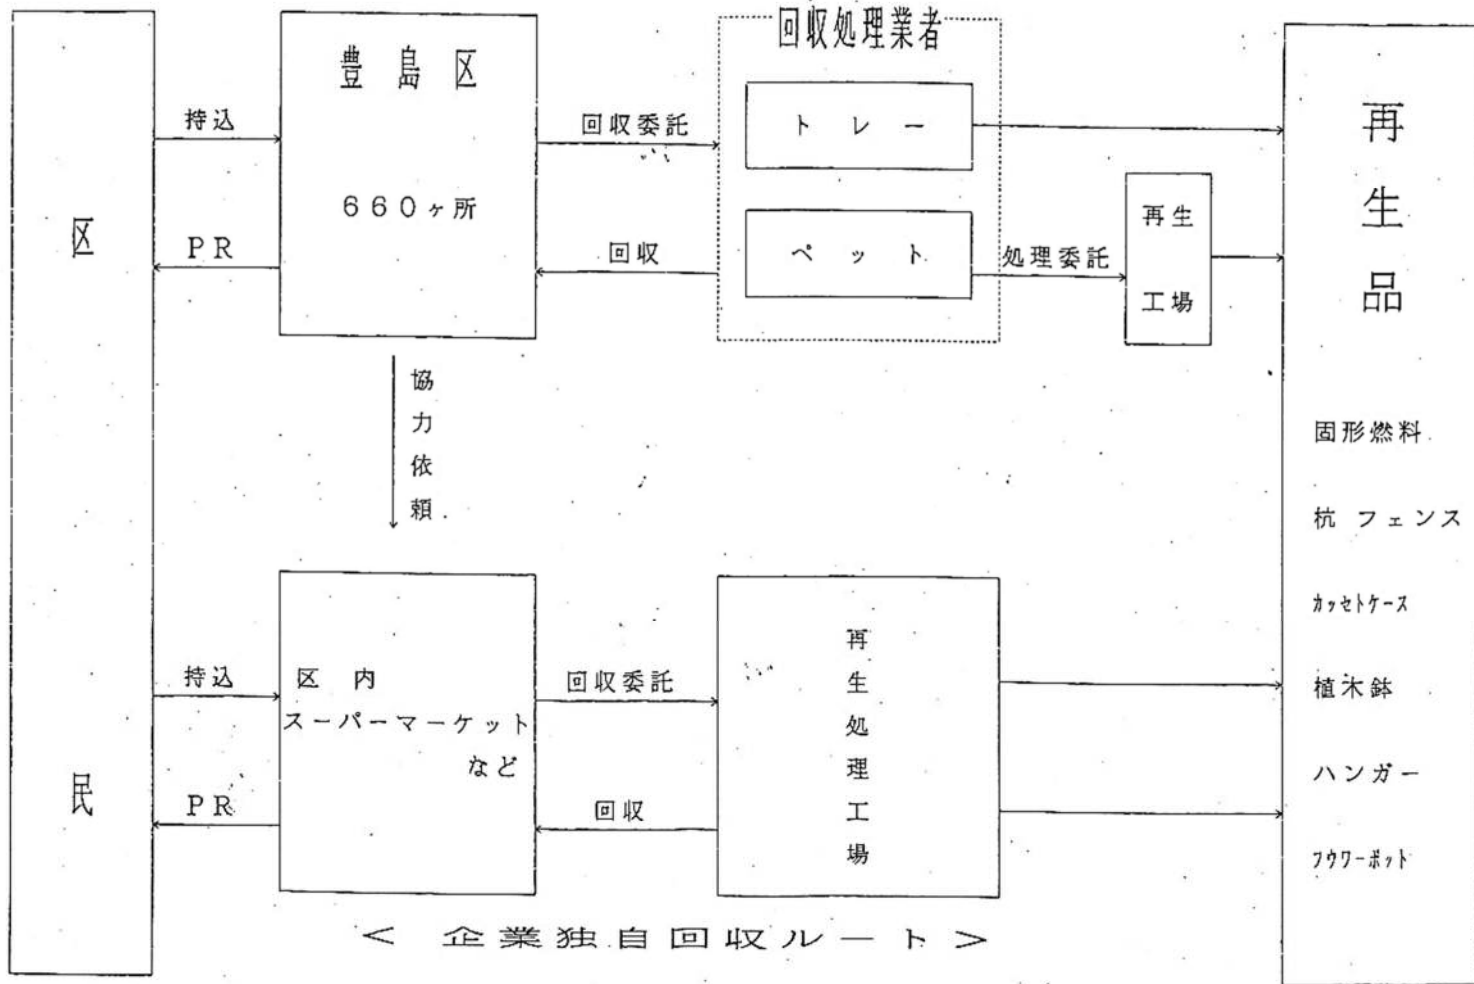 区民
持込
PR
豊島区
660ヶ所
回収委託
回収
回収処理業者
トレー
ペット
処理委託
再生
工場
再生品
協力依頼
持込
PR
区内
スーパーマーケット
など
回収委託
回収
再生処理工場
固形燃料
杭 フェンス
カッセトケース
植木鉢
ハンガー
フウワーポット
< 企業独自回収ルート >